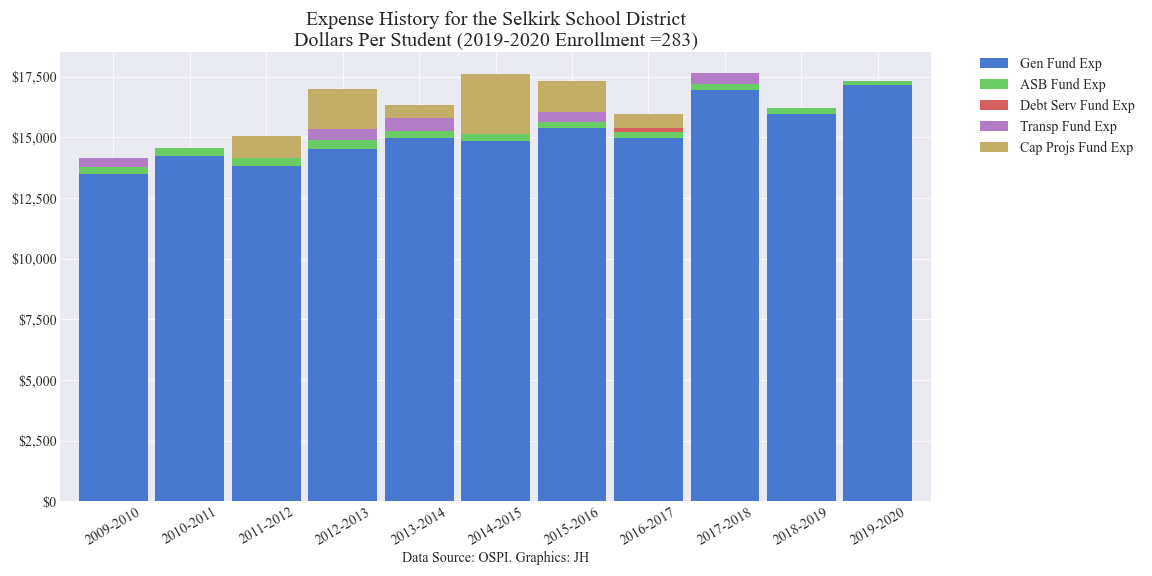 Expense History for the Selkirk School District
Dollars Per Student (2019-2020 Enrollment =283)
$17,500
$15,000
$12,500
$10,000
$7,500
$5,000
$2,500
$0
2009-2010
2010-2011
2011-2012
2012-2013
2013-2014
2014-2015
2015-2016
2016-2017
2017-2018
2018-2019
2019-2020
Data Source: OSPI. Graphics: JH
Gen Fund Exp
ASB Fund Exp
Debt Serv Fund Exp
Transp Fund Exp
Cap Projs Fund Exp